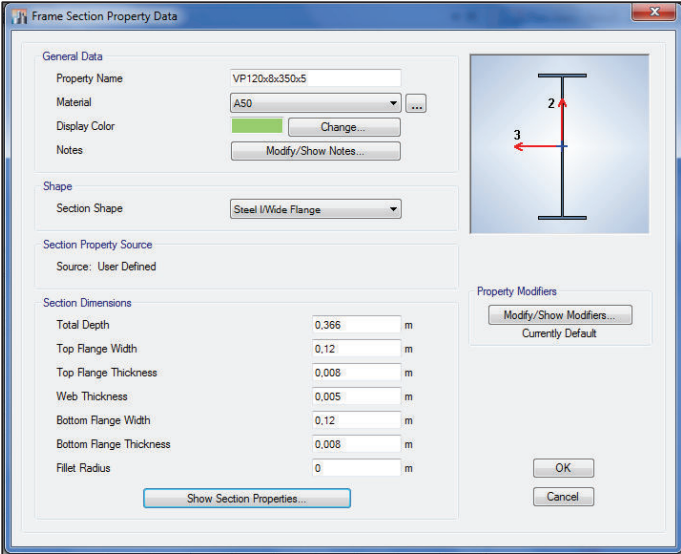 Frame Section Property Data
General Data
Property Name VP120x8x350x5
Material A50 ...
Display Color Change...
Notes Modify/Show Notes...
Shape
Section Shape Steel I/Wide Flange
Section Property Source
Source: User Defined
Section Dimensions
Total Depth 0,366 m
Top Flange Width 0,12 m
Top Flange Thickness 0,008 m
Web Thickness 0,005 m
Bottom Flange Width 0,12 m
Bottom Flange Thickness 0,008 m
Fillet Radius 0 m
Show Section Properties...
2
3
Property Modifiers
Modify/Show Modifiers...
Currently Default
OK
Cancel